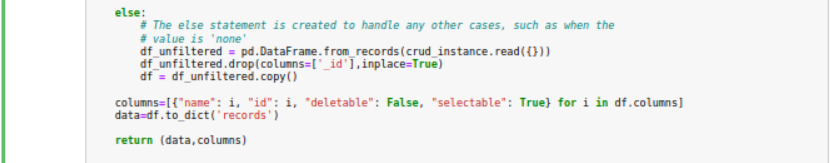 else:
# The else statement is created to handle any other cases, such as when the
# value is 'none'
df_unfiltered = pd.DataFrame.from_records(crud_instance.read({}))
df_unfiltered.drop(columns=['_id'],inplace=True)
df = df_unfiltered.copy()
columns=[{"name": i, "id": i, "deletable": False, "selectable": True} for i in df.columns]
data=df.to_dict('records')
return (data,columns)